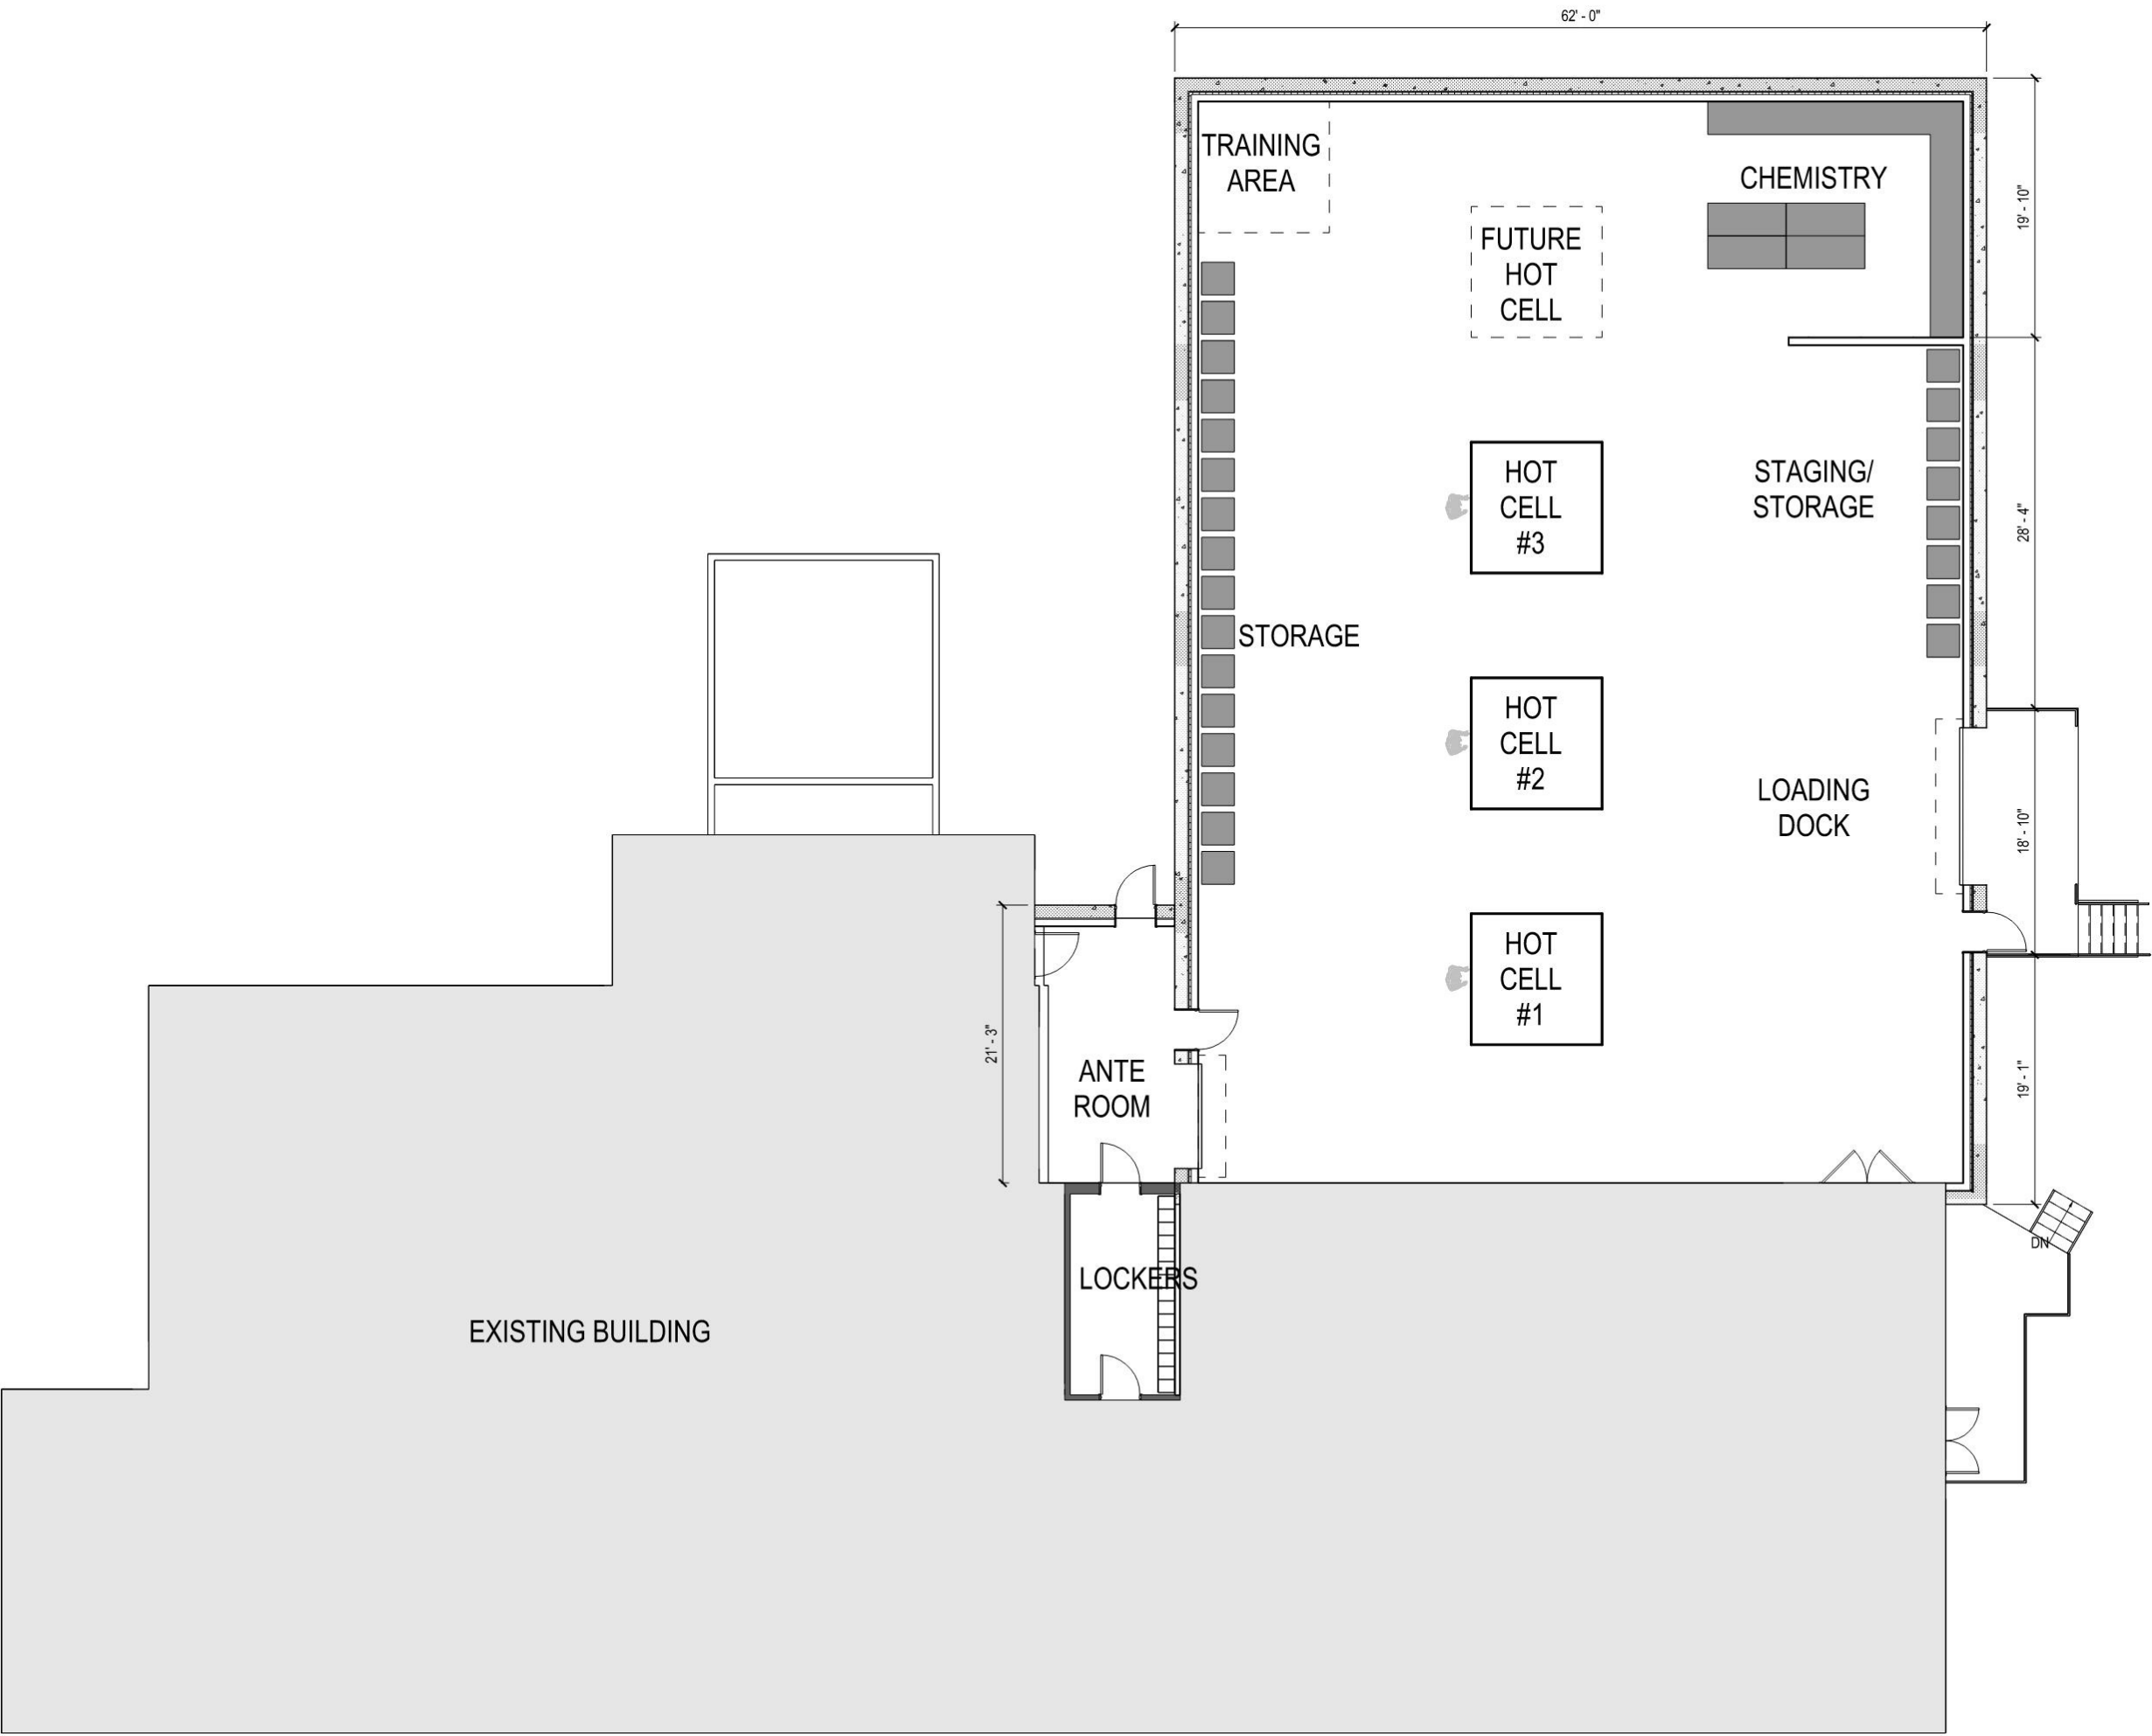 62' - 0"
TRAINING
AREA
CHEMISTRY
19' - 10"
FUTURE
HOT
CELL
HOT
CELL
#3
STAGING/
STORAGE
28' - 4"
STORAGE
HOT
CELL
#2
LOADING
DOCK
18' - 10"
HOT
CELL
#1
21' - 3"
ANTE
ROOM
19' - 1"
DN
LOCKERS
EXISTING BUILDING